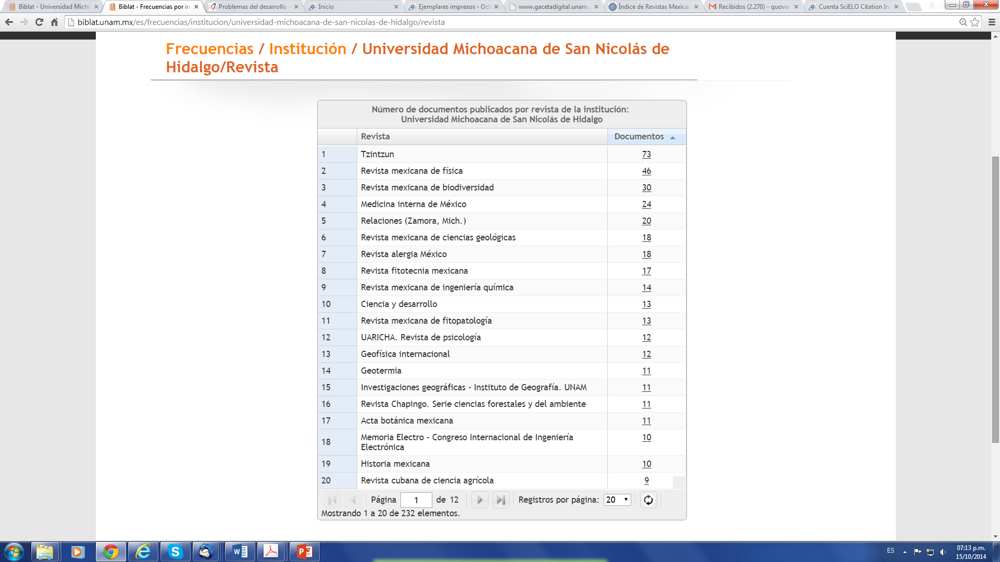 Biblat - Universidad Micho
Biblat - Frecuencias por in
Problemas del desarrollo -
Inicio
Ejemplares impresos - Oct
www.gacetadigital.unam.
Índice de Revistas Mexican
Recibidos (2.270) - quovad
Cuenta SciELO Citation In
biblat.unam.mx/es/frecuencias/institucion/universidad-michoacana-de-san-nicolas-de-hidalgo/revista
Frecuencias / Institución / Universidad Michoacana de San Nicolás de
Hidalgo/Revista
Número de documentos publicados por revista de la institución:
Universidad Michoacana de San Nicolás de Hidalgo
Revista Documentos
1 Tzintzun 73
2 Revista mexicana de física 46
3 Revista mexicana de biodiversidad 30
4 Medicina interna de México 24
5 Relaciones (Zamora, Mich.) 20
6 Revista mexicana de ciencias geológicas 18
7 Revista alergia México 18
8 Revista fitotecnia mexicana 17
9 Revista mexicana de ingeniería química 14
10 Ciencia y desarrollo 13
11 Revista mexicana de fitopatología 13
12 UARICHA. Revista de psicología 12
13 Geofísica internacional 12
14 Geotermia 11
15 Investigaciones geográficas - Instituto de Geografía. UNAM 11
16 Revista Chapingo. Serie ciencias forestales y del ambiente 11
17 Acta botánica mexicana 11
18 Memoria Electro - Congreso Internacional de Ingeniería 10
Electrónica
19 Historia mexicana 10
20 Revista cubana de ciencia agrícola 9
Página 1 de 12 Registros por página: 20
Mostrando 1 a 20 de 232 elementos.
ES
07:13 p.m.
15/10/2014